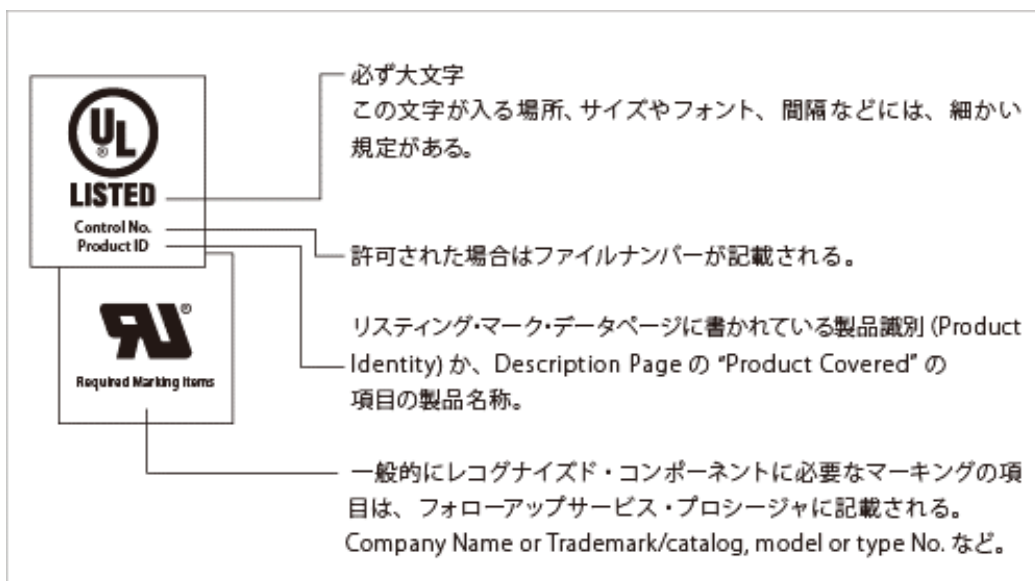 必ず大文字
この文字が入る場所、サイズやフォント、間隔などには、細かい
規定がある。
UL
®
LISTED
Control No.
Product ID
許可された場合はファイルナンバーが記載される。
リスティング・マーク・データページに書かれている製品識別 (Product
Identity) か、Description Page の “Product Covered” の
項目の製品名称。
RU®
Required Marking Items
一般的にレコグナイズド・コンポーネントに必要なマーキングの項
目は、フォローアップサービス・プロシージャに記載される。
Company Name or Trademark/catalog, model or type No. など。